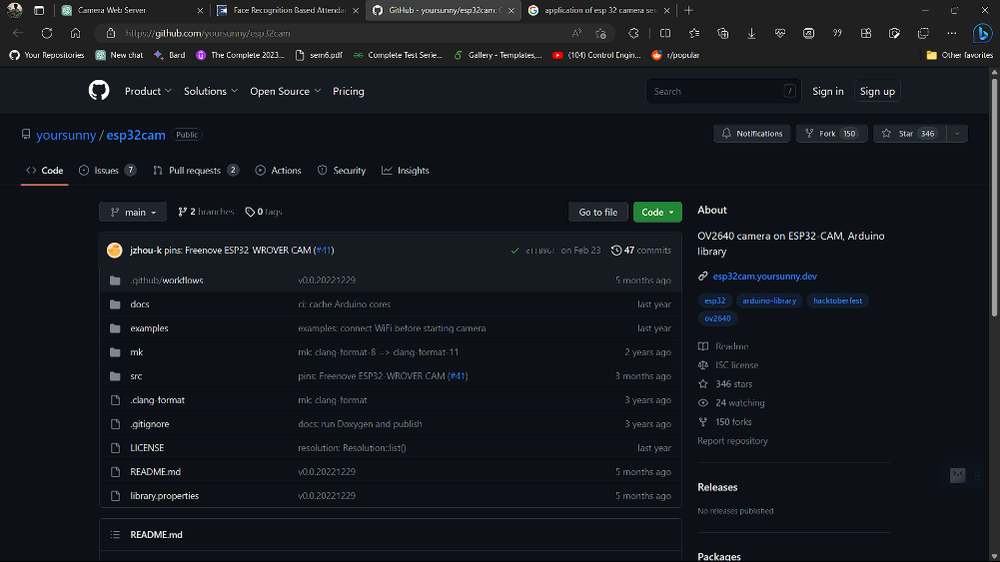 Camera Web Server
Face Recognition Based Attendan
GitHub - yoursunny/esp32cam: O
application of esp 32 camera sen
https://github.com/yoursunny/esp32cam
Your Repositories
New chat
Bard
The Complete 2023...
sem6.pdf
Complete Test Serie...
Gallery - Templates,...
(104) Control Engin...
r/popular
Other favorites
Product
Solutions
Open Source
Pricing
Search
/
Sign in
Sign up
yoursunny / esp32cam Public
Notifications
Fork 150
Star 346
Code
Issues 7
Pull requests 2
Actions
Security
Insights
main
2 branches
0 tags
Go to file
Code
jzhou-k pins: Freenove ESP32-WROVER CAM (#41)
on Feb 23
47 commits
.github/workflows v0.0.20221229 5 months ago
docs ci: cache Arduino cores last year
examples examples: connect WiFi before starting camera last year
mk mk: clang-format-8 => clang-format-11 2 years ago
src pins: Freenove ESP32-WROVER CAM (#41) 3 months ago
.clang-format mk: clang-format 3 years ago
.gitignore docs: run Doxygen and publish 3 years ago
LICENSE resolution: Resolution::list() last year
README.md v0.0.20221229 5 months ago
library.properties v0.0.20221229 5 months ago
README.md
About
OV2640 camera on ESP32-CAM, Arduino
library
esp32cam.yoursunny.dev
esp32 arduino-library hacktoberfest
ov2640
Readme
ISC license
346 stars
24 watching
150 forks
Report repository
Releases
No releases published
Packages